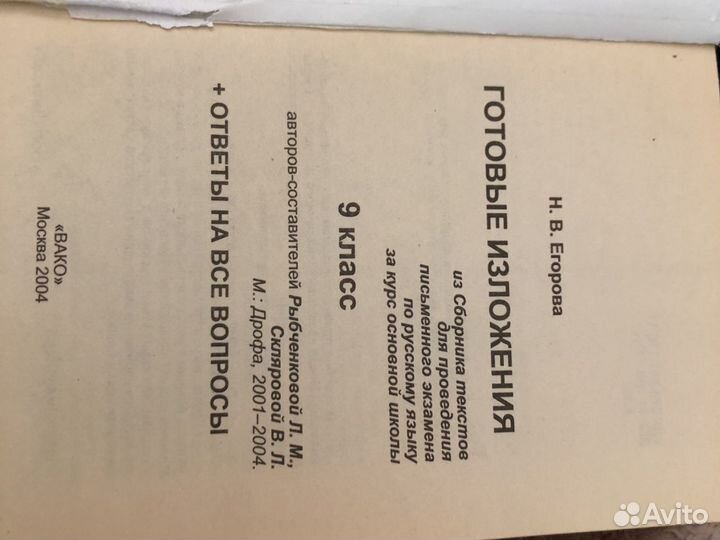 Н. В. Егорова
ГОТОВЫЕ ИЗЛОЖЕНИЯ
из Сборника текстов
для проведения
письменного экзамена
по русскому языку
за курс основной школы
9 класс
авторов-составителей Рыбченковой Л. М.,
Скляровой В. Л.
М.: Дрофа, 2001–2004.
+ ОТВЕТЫ НА ВСЕ ВОПРОСЫ
«ВАКО»
Москва 2004
Avito